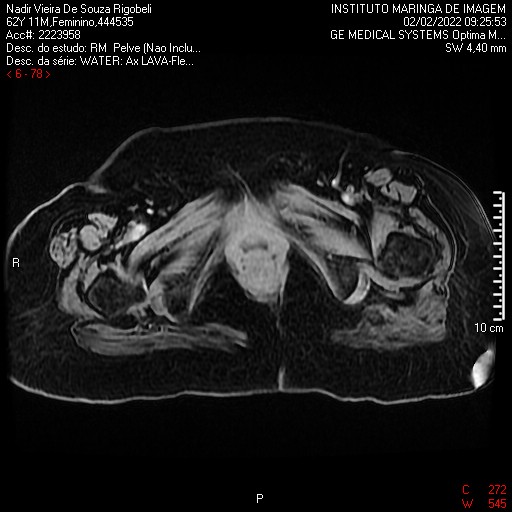 Nadir Vieira De Souza Rigobeli
62Y 11M,Feminino,444535
Acc#: 2223958
Desc. do estudo: RM  Pelve (Nao Inclu...
Desc. da série: WATER: Ax LAVA-Fle...
< 6 - 78 >
INSTITUTO MARINGA DE IMAGEM
02/02/2022 09:25:53
GE MEDICAL SYSTEMS Optima M...
SW 4,40 mm
R
10 cm
P
C 272
W 545